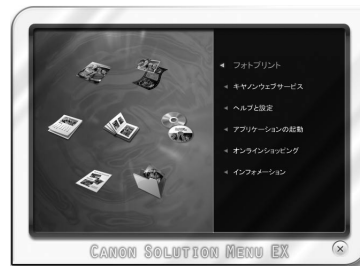 フォトプリント
キヤノンウェブサービス
ヘルプと設定
アプリケーションの起動
オンラインショッピング
インフォメーション
CANON SOLUTION MENU EX